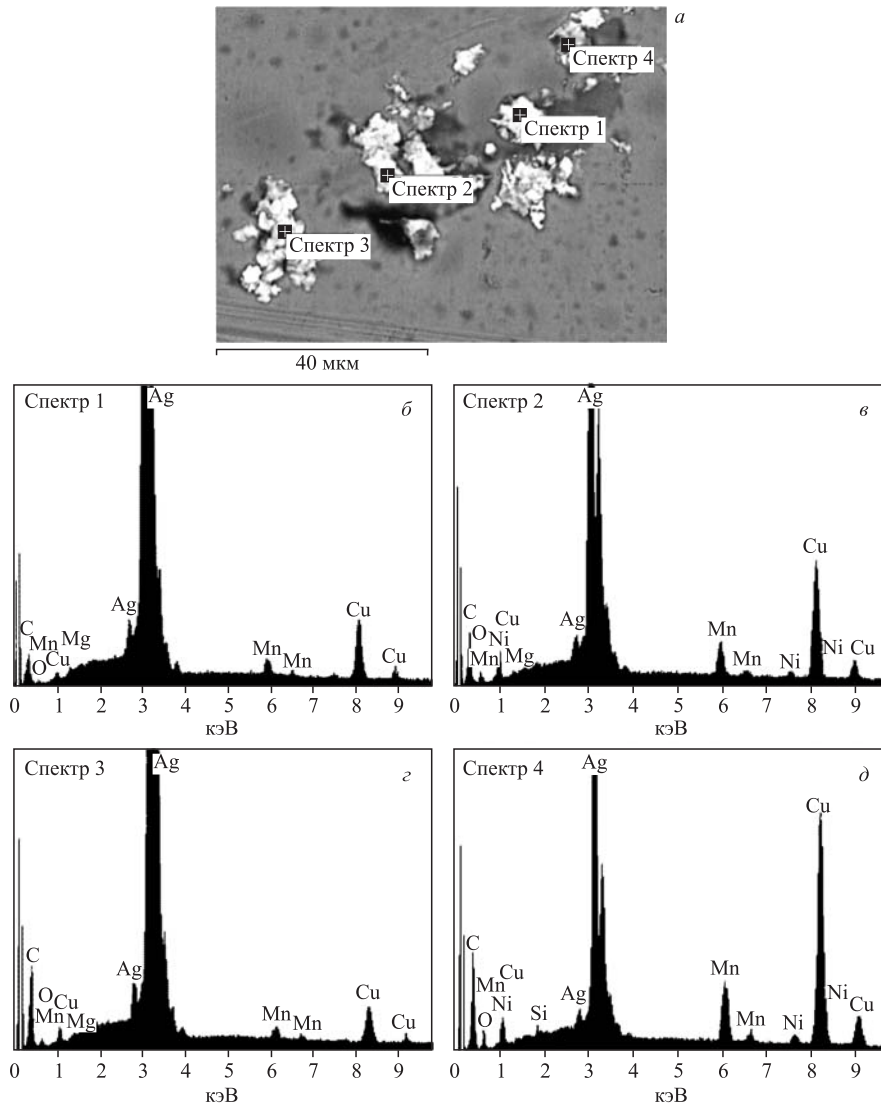 а
Спектр 4
Спектр 1
Спектр 2
Спектр 3
40 мкм
Спектр 1
б
Ag
Ag
C
Mn
Mg
O
Cu
Mn
Mn
Cu
Cu
0 1 2 3 4 5 6 7 8 9
кэВ
Спектр 2
в
Ag
Cu
C
O
Cu
Ni
Mn
Mg
Ag
Mn
Mn
Ni
Ni
Cu
0 1 2 3 4 5 6 7 8 9
кэВ
Спектр 3
г
Ag
C
Ag
O
Cu
Mn
Mg
Mn
Mn
Cu
Cu
0 1 2 3 4 5 6 7 8 9
кэВ
Спектр 4
д
Ag
Cu
C
Cu
Mn
Ni
O
Si
Ag
Mn
Mn
Ni
Ni
Cu
0 1 2 3 4 5 6 7 8 9
кэВ